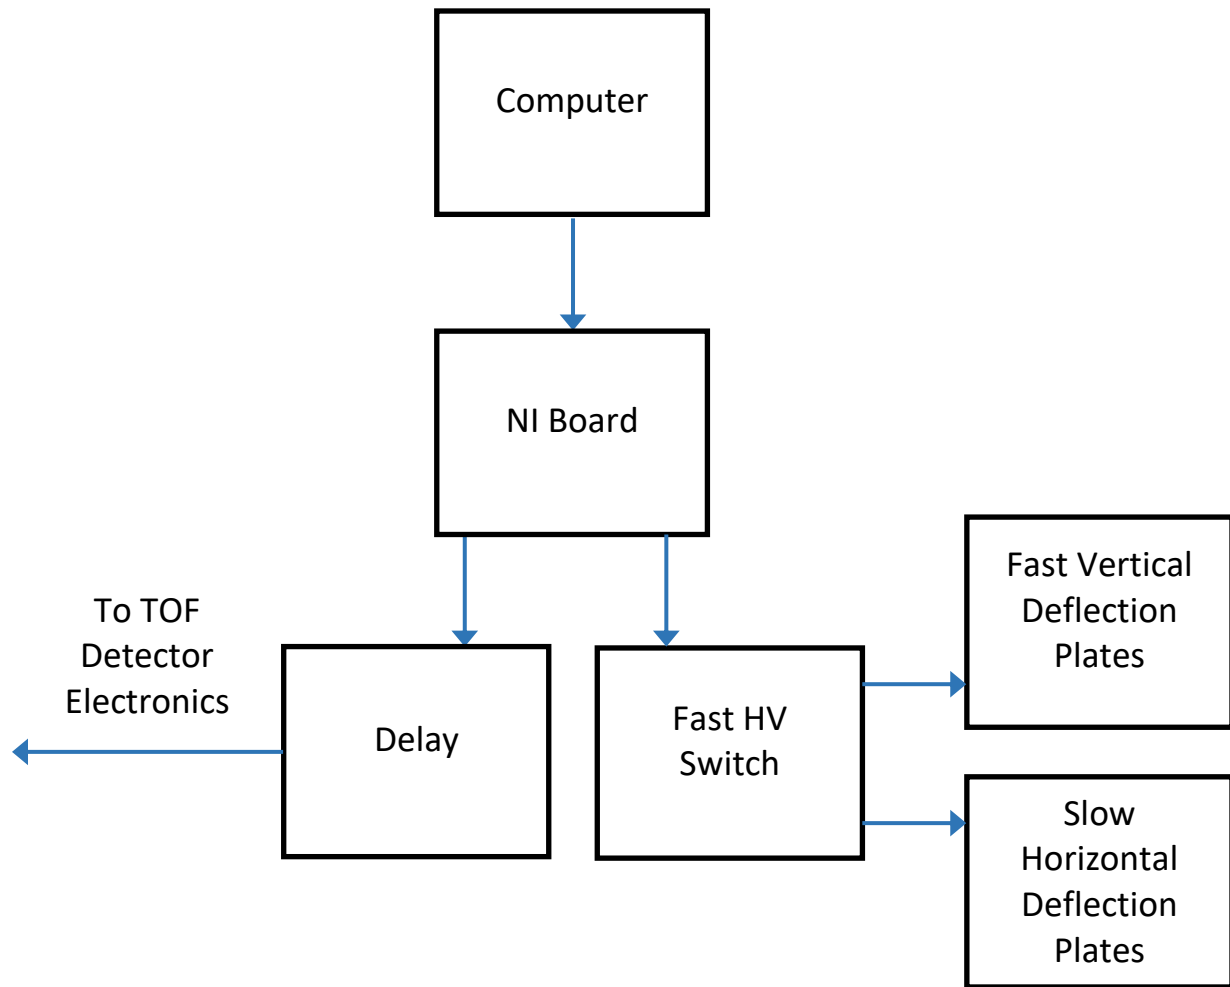 Computer
NI Board
To TOF
Detector
Electronics
Delay
Fast HV
Switch
Fast Vertical
Deflection
Plates
Slow
Horizontal
Deflection
Plates